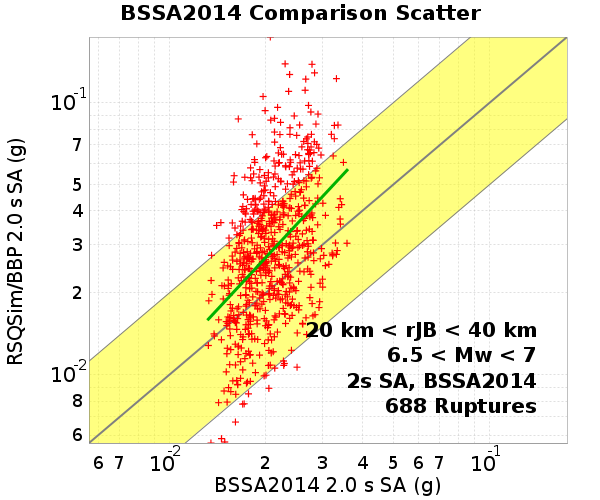 BSSA2014 Comparison Scatter
RSQSim/BBP 2.0 s SA (g)
10-1
7
5
4
3
2
10-2
8
6
20 km < rJB < 40 km
6.5 < Mw < 7
2s SA, BSSA2014
688 Ruptures
6 7 10-2 2 3 4 5 6 7 10-1
BSSA2014 2.0 s SA (g)